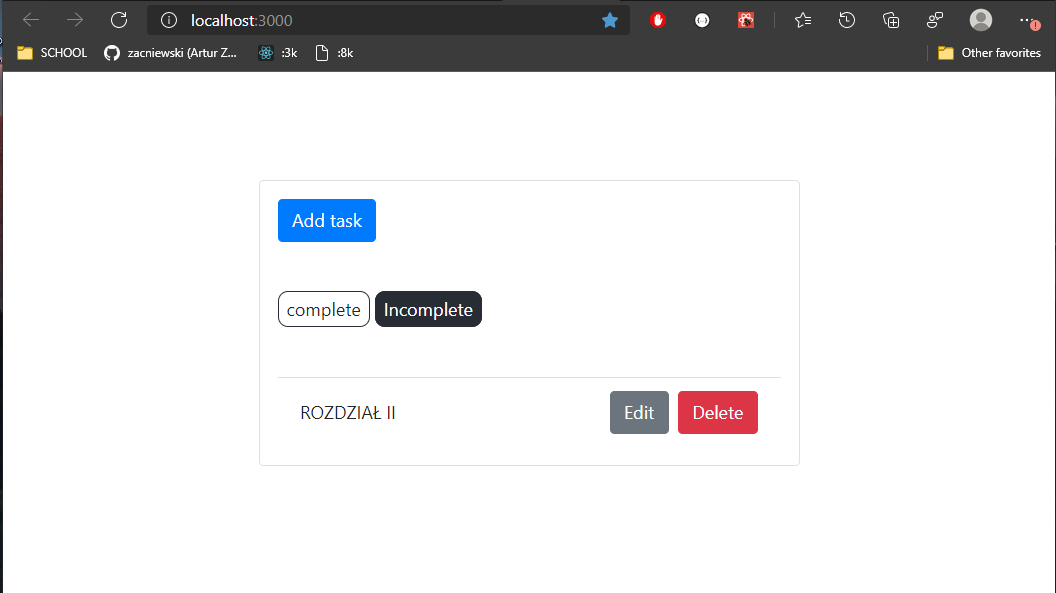 localhost:3000
SCHOOL zacniewski (Artur Z... :3k :8k Other favorites
Add task
complete Incomplete
ROZDZIAŁ II Edit Delete